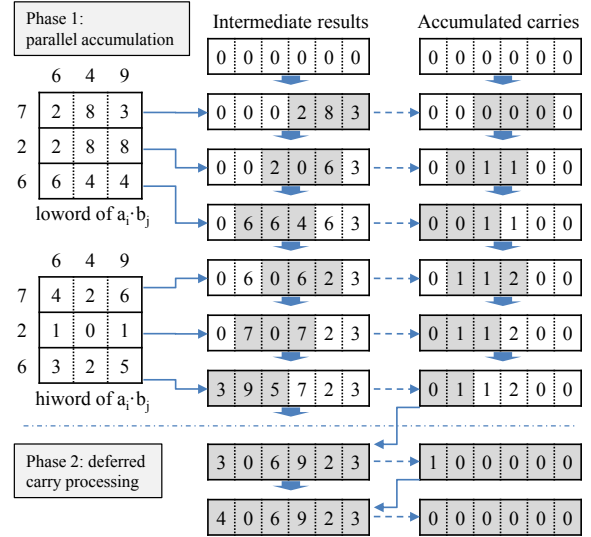 Phase 1:
parallel accumulation
Intermediate results
Accumulated carries
0 0 0 0 0 0
0 0 0 0 0 0
6 4 9
7 2 8 3
0 0 0 2 8 3
0 0 0 0 0 0
2 2 8 8
0 0 2 0 6 3
0 0 1 1 0 0
6 6 4 4
loword of aᵢ·bⱼ
0 6 6 4 6 3
0 0 1 1 0 0
6 4 9
7 4 2 6
0 6 0 6 2 3
0 1 1 2 0 0
2 1 0 1
0 7 0 7 2 3
0 1 1 2 0 0
6 3 2 5
hiword of aᵢ·bⱼ
3 9 5 7 2 3
0 1 1 2 0 0
Phase 2: deferred
carry processing
3 0 6 9 2 3
1 0 0 0 0 0
4 0 6 9 2 3
0 0 0 0 0 0